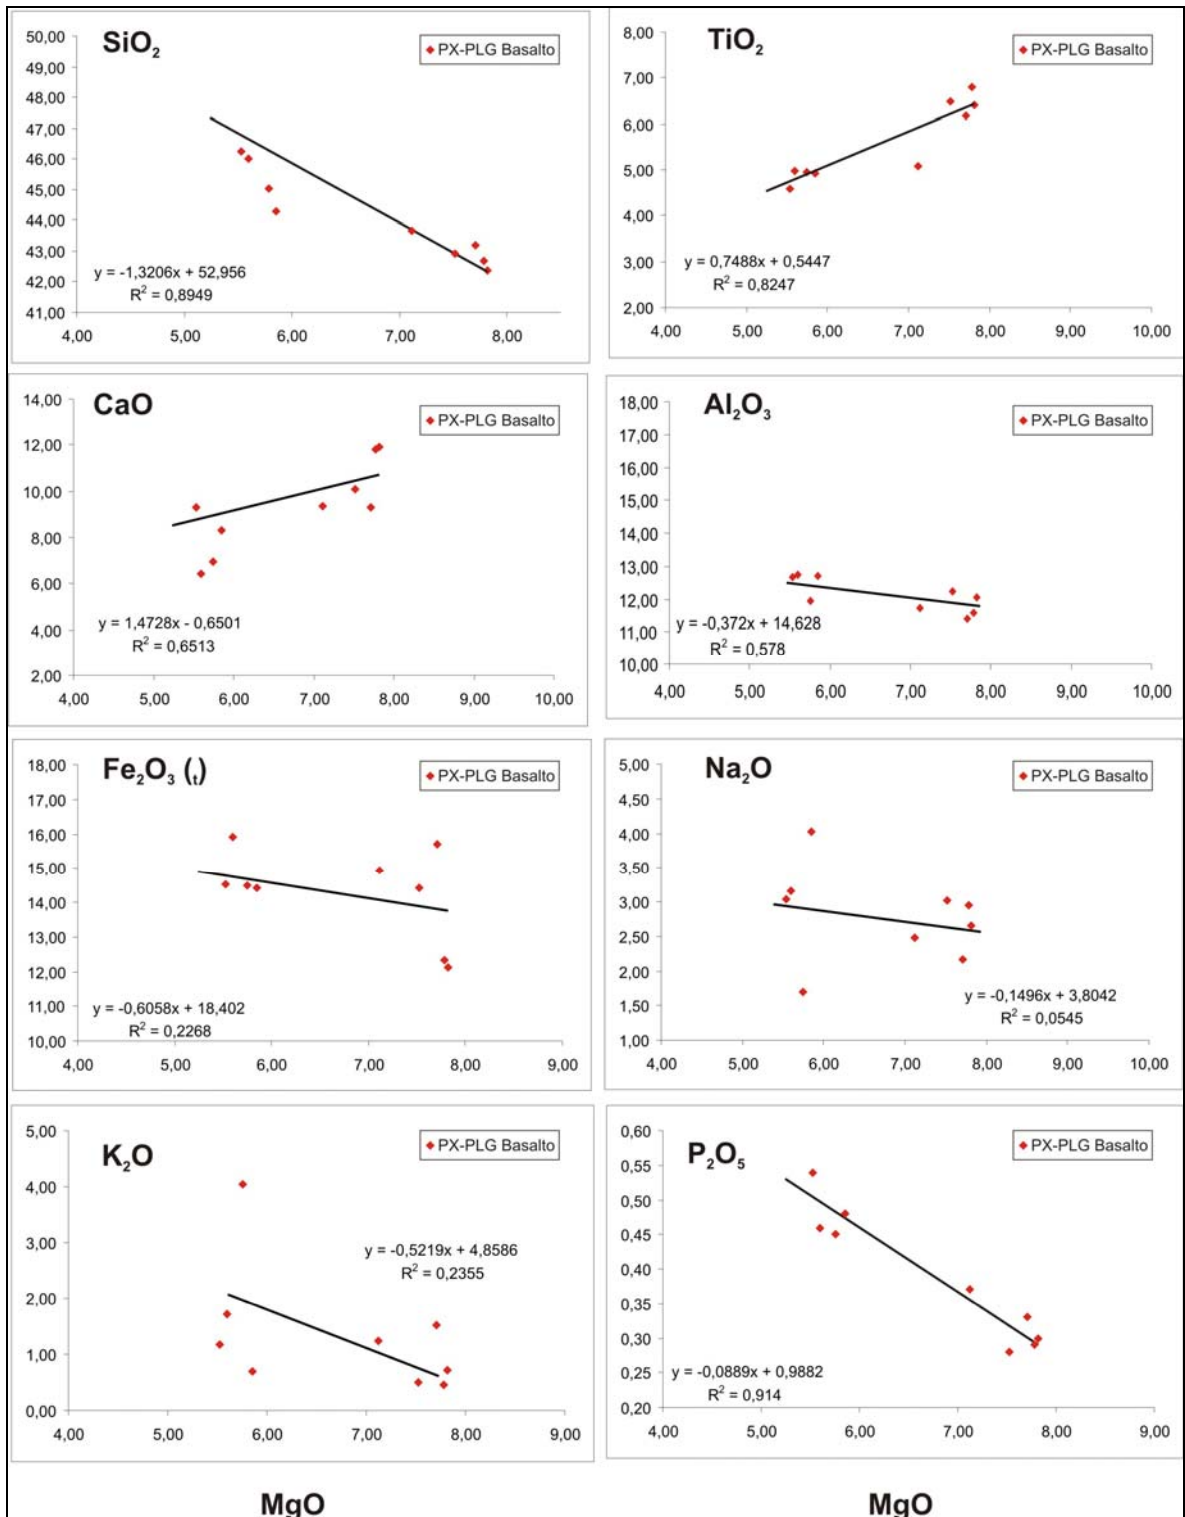 SiO2
PX-PLG Basalto
50,00
49,00
48,00
47,00
46,00
45,00
44,00
43,00
42,00
41,00
y = -1,3206x + 52,956
R2 = 0,8949
4,00 5,00 6,00 7,00 8,00
TiO2
PX-PLG Basalto
8,00
7,00
6,00
5,00
4,00
3,00
2,00
y = 0,7488x + 0,5447
R2 = 0,8247
4,00 5,00 6,00 7,00 8,00 9,00 10,00
CaO
PX-PLG Basalto
14,00
12,00
10,00
8,00
6,00
4,00
2,00
y = 1,4728x - 0,6501
R2 = 0,6513
4,00 5,00 6,00 7,00 8,00 9,00 10,00
Al2O3
PX-PLG Basalto
18,00
17,00
16,00
15,00
14,00
13,00
12,00
11,00
10,00
y = -0,372x + 14,628
R2 = 0,578
4,00 5,00 6,00 7,00 8,00 9,00 10,00
Fe2O3 (t)
PX-PLG Basalto
18,00
17,00
16,00
15,00
14,00
13,00
12,00
11,00
10,00
y = -0,6058x + 18,402
R2 = 0,2268
4,00 5,00 6,00 7,00 8,00 9,00
Na2O
PX-PLG Basalto
5,00
4,50
4,00
3,50
3,00
2,50
2,00
1,50
1,00
y = -0,1496x + 3,8042
R2 = 0,0545
4,00 5,00 6,00 7,00 8,00 9,00 10,00
K2O
PX-PLG Basalto
5,00
4,00
3,00
2,00
1,00
0,00
y = -0,5219x + 4,8586
R2 = 0,2355
4,00 5,00 6,00 7,00 8,00 9,00
P2O5
PX-PLG Basalto
0,60
0,55
0,50
0,45
0,40
0,35
0,30
0,25
0,20
y = -0,0889x + 0,9882
R2 = 0,914
4,00 5,00 6,00 7,00 8,00 9,00
MgO MgO